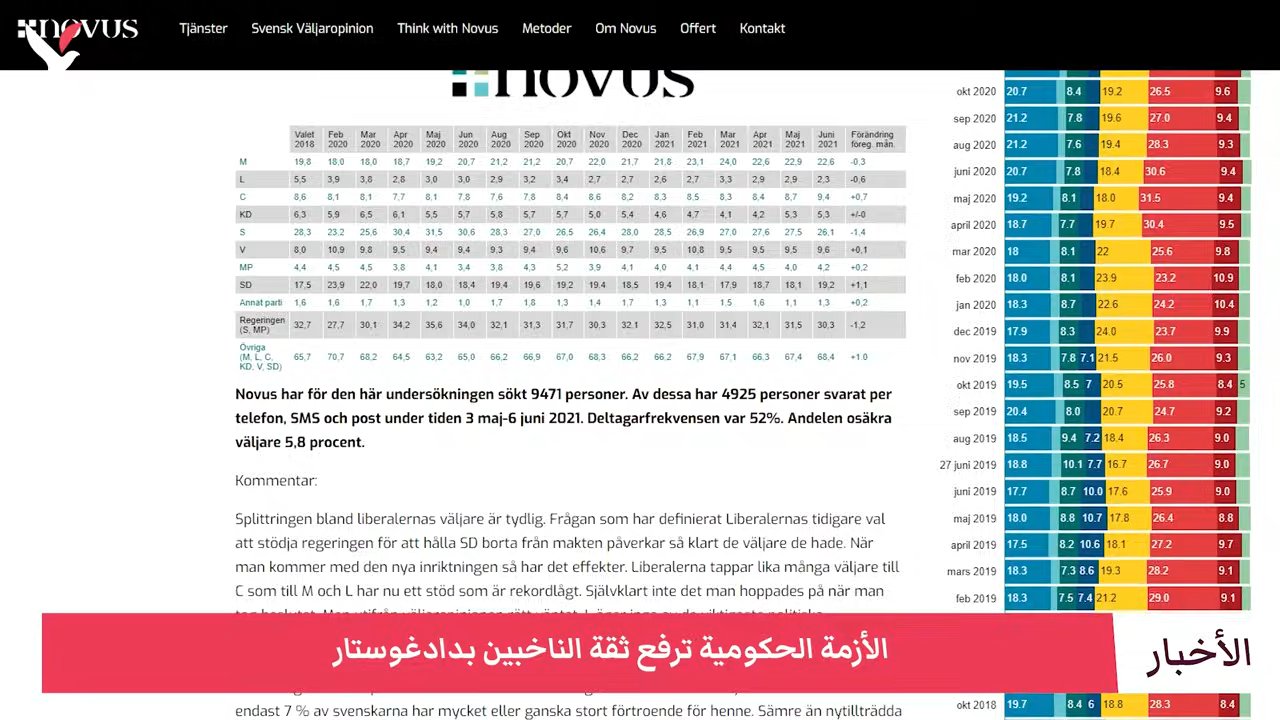 novus
Tjänster Svensk Väljaropinion Think with Novus Metoder Om Novus Offert Kontakt
novus
Valet 2018 Feb 2020 Mar 2020 Apr 2020 Maj 2020 Jun 2020 Aug 2020 Sep 2020 Okt 2020 Nov 2020 Dec 2020 Jan 2021 Feb 2021 Mar 2021 Apr 2021 Maj 2021 Juni 2021 Förändring föreg. mån.
M 19,8 18,0 18,0 18,7 19,2 20,7 21,2 21,2 20,7 22,0 21,7 21,8 23,1 24,0 22,6 22,9 22,6 -0.3
L 5,5 3,9 3,8 2,8 3,0 3,0 2,9 3,2 3,4 2,7 2,7 2,6 2,7 3,3 2,9 2,9 2,3 -0,6
C 8,6 8,1 8,1 7,7 8,1 7,8 7,6 7,8 8,4 8,6 8,2 8,3 8,5 8,3 8,4 8,7 9,4 +0,7
KD 6,3 5,9 6,5 6,1 5,5 5,7 5,8 5,7 5,7 5,0 5,4 4,6 4,7 4,1 4,2 5,3 5,3 +/-0
S 28,3 23,2 25,6 30,4 31,5 30,6 28,3 27,0 26,5 26,4 28,0 28,5 26,9 27,0 27,6 27,5 26,1 -1,4
V 8,0 10,9 9,8 9,5 9,4 9,4 9,3 9,4 9,6 10,6 9,7 9,5 10,8 9,5 9,5 9,5 9,6 +0,1
MP 4,4 4,5 4,5 3,8 4,1 3,4 3,8 4,3 5,2 3,9 4,1 4,0 4,1 4,4 4,5 4,0 4,2 +0,2
SD 17,5 23,9 22,0 19,7 18,0 18,4 19,4 19,6 19,2 19,4 18,5 19,4 18,1 17,9 18,7 18,1 19,2 +1,1
Annat parti 1,6 1,6 1,7 1,3 1,2 1,0 1,7 1,8 1,3 1,4 1,7 1,3 1,1 1,5 1,6 1,1 1,3 +0,2
Regeringen (S, MP) 32,7 27,7 30,1 34,2 35,6 34,0 32,1 31,3 31,7 30,3 32,1 32,5 31,0 31,4 32,1 31,5 30,3 -1,2
Övriga (M, L, C, KD, V, SD) 65,7 70,7 68,2 64,5 63,2 65,0 66,2 66,9 67,0 68,3 66,2 66,2 67,9 67,1 66,3 67,4 68,4 +1.0
Novus har för den här undersökningen sökt 9471 personer. Av dessa har 4925 personer svarat per
telefon, SMS och post under tiden 3 maj-6 juni 2021. Deltagarfrekvensen var 52%. Andelen osäkra
väljare 5,8 procent.
Kommentar:
Splittringen bland liberalernas väljare är tydlig. Frågan som har definierat Liberalernas tidigare val
att stödja regeringen för att hålla SD borta från makten påverkar så klart de väljare de hade. När
man kommer med den nya inriktningen så har det effekter. Liberalerna tappar lika många väljare till
C som till M och L har nu ett stöd som är rekordlågt. Självklart inte det man hoppades på när man
endast 7 % av svenskarna har mycket eller ganska stort förtroende för henne. Sämre än nytillträdda
okt 2020 20.7 8.4 19.2 26.5 9.6
sep 2020 21.2 7.8 19.6 27.0 9.4
aug 2020 21.2 7.6 19.4 28.3 9.3
juni 2020 20.7 7.8 18.4 30.6 9.4
maj 2020 19.2 8.1 18.0 31.5 9.4
april 2020 18.7 7.7 19.7 30.4 9.5
mar 2020 18 8.1 22 25.6 9.8
feb 2020 18.0 8.1 23.9 23.2 10.9
jan 2020 18.3 8.7 22.6 24.2 10.4
dec 2019 17.9 8.3 24.0 23.7 9.9
nov 2019 18.3 7.8 7.1 21.5 26.0 9.3
okt 2019 19.5 8.5 7 20.5 25.8 8.4 5
sep 2019 20.4 8.0 20.7 24.7 9.2
aug 2019 18.5 9.4 7.2 18.4 26.3 9.0
27 juni 2019 18.8 10.1 7.7 16.7 26.7 9.0
juni 2019 17.7 8.7 10.0 17.6 25.9 9.0
maj 2019 18.0 8.8 10.7 17.8 26.4 8.8
april 2019 17.5 8.2 10.6 18.1 27.2 9.7
mars 2019 18.3 7.3 8.6 19.3 28.2 9.1
feb 2019 18.3 7.5 7.4 21.2 29.0 9.1
okt 2018 19.7 8.4 6 18.8 28.3 8.4
الأخبار
الأزمة الحكومية ترفع ثقة الناخبين بدادغوستار